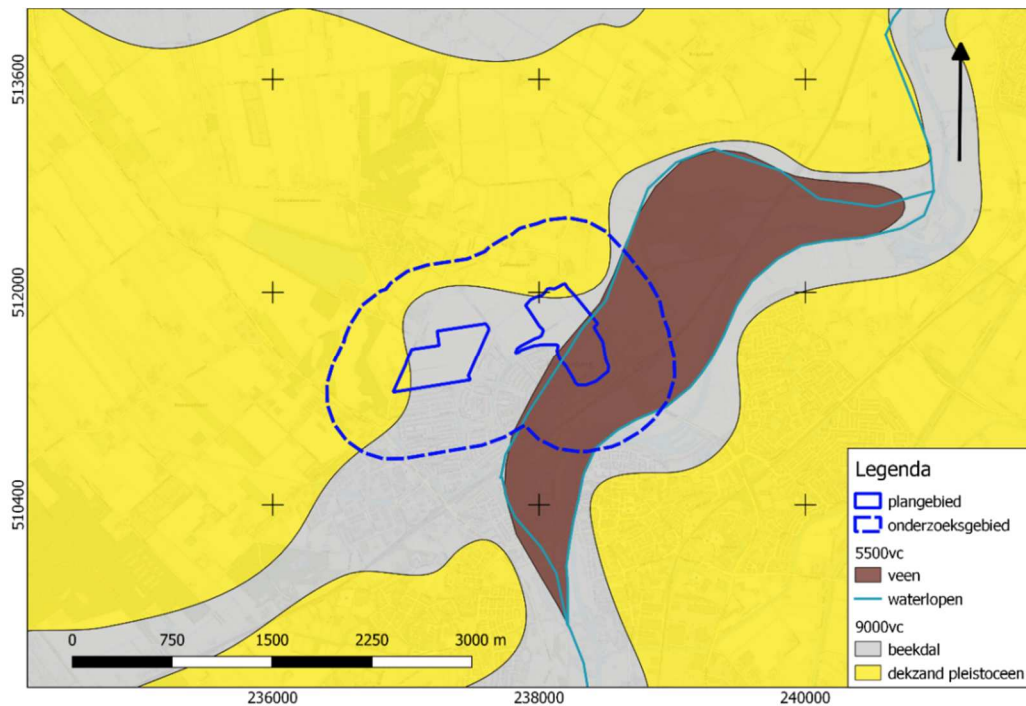 513600
512000
510400
Legenda
plangebied
onderzoeksgebied
5500vc
veen
waterlopen
9000vc
beekdal
dekzand pleistoceen
0 750 1500 2250 3000 m
236000 238000 240000